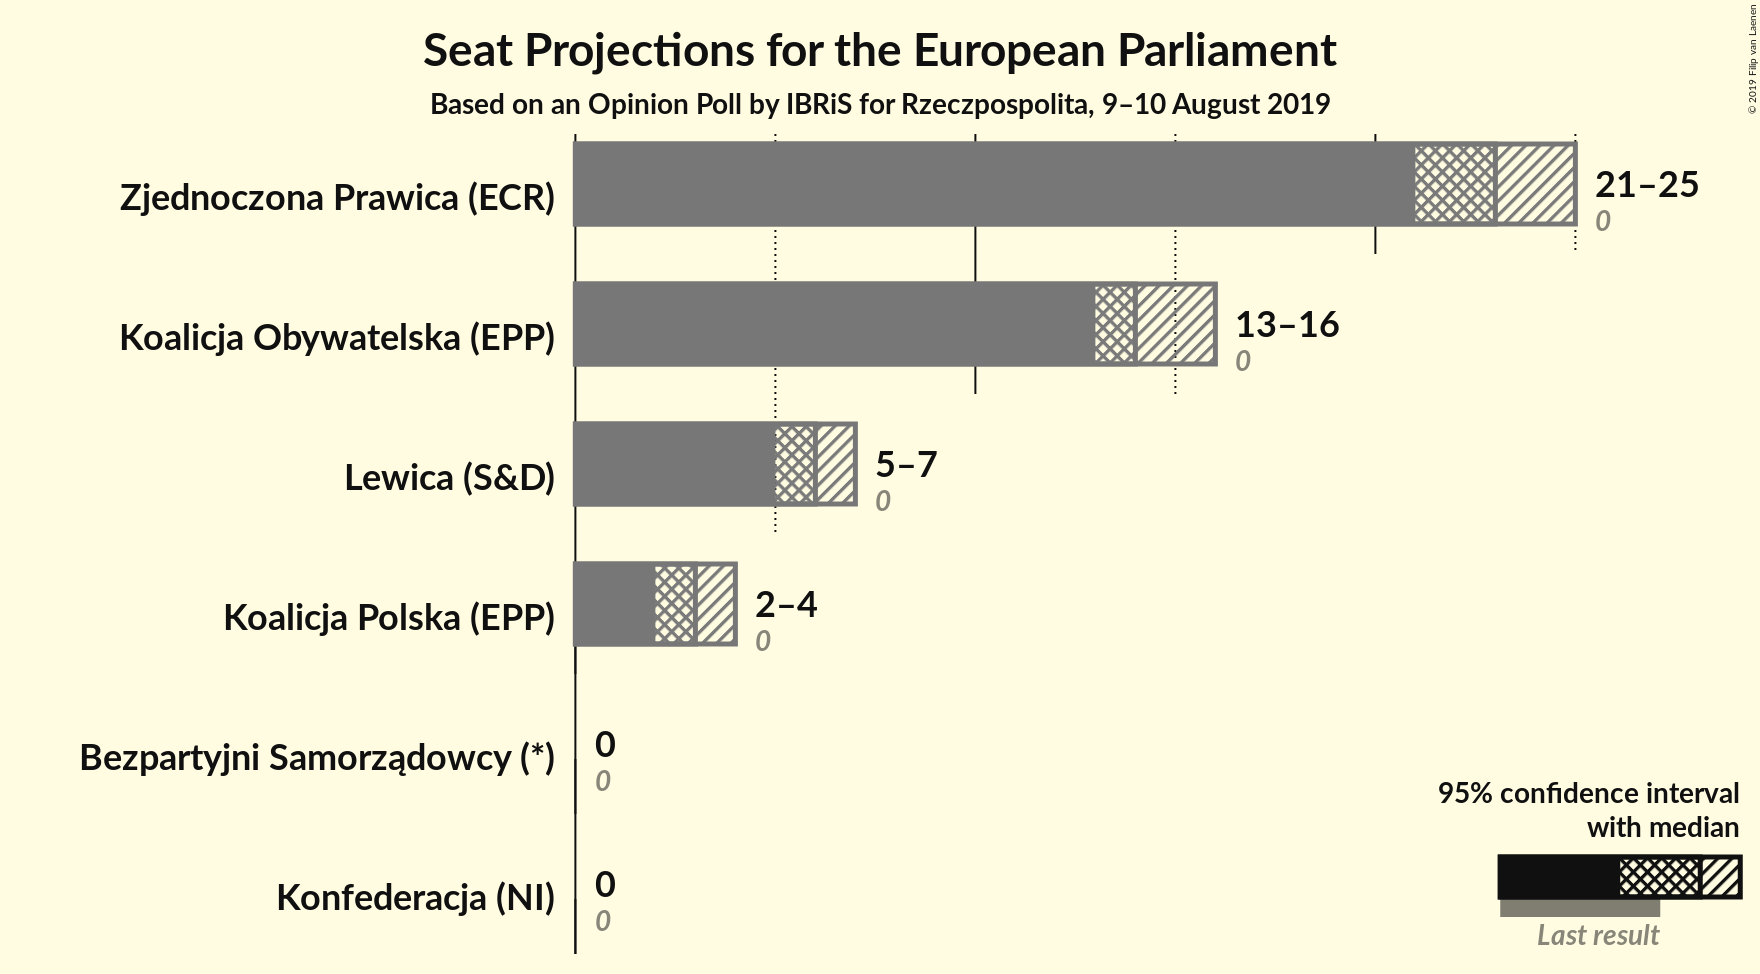 Seat Projections for the European Parliament
Based on an Opinion Poll by IBRiS for Rzeczpospolita, 9–10 August 2019
© 2019 Filip van Laenen
Zjednoczona Prawica (ECR)
21–25
0
Koalicja Obywatelska (EPP)
13–16
0
Lewica (S&D)
5–7
0
Koalicja Polska (EPP)
2–4
0
Bezpartyjni Samorządowcy (*)
0
0
Konfederacja (NI)
0
0
95% confidence interval
with median
Last result